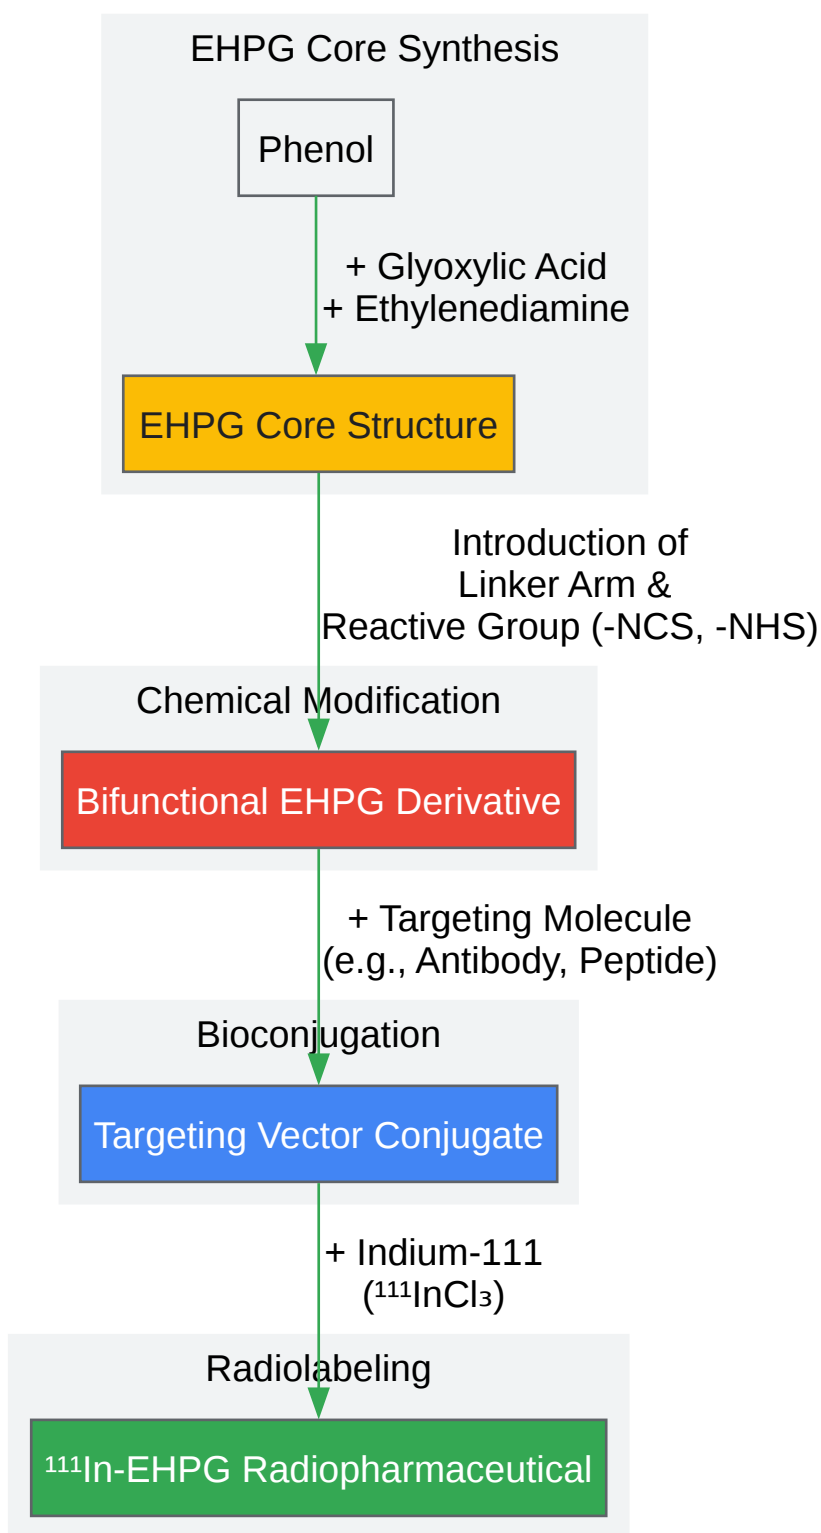 EHPG Core Synthesis
Phenol
+ Glyoxylic Acid
+ Ethylenediamine
EHPG Core Structure
Introduction of
Linker Arm &
Reactive Group (-NCS, -NHS)
Chemical Modification
Bifunctional EHPG Derivative
+ Targeting Molecule
(e.g., Antibody, Peptide)
Bioconjugation
Targeting Vector Conjugate
+ Indium-111
(¹¹¹InCl₃)
Radiolabeling
¹¹¹In-EHPG Radiopharmaceutical